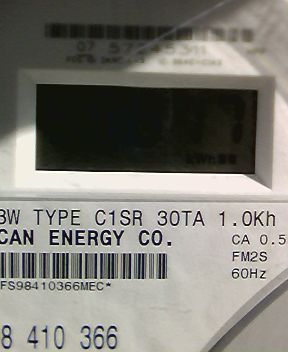 kWh
3W TYPE C1SR 30TA 1.0Kh
CAN ENERGY CO.
CA 0.5
FM2S
60Hz
FS98410366MEC*
8 410 366